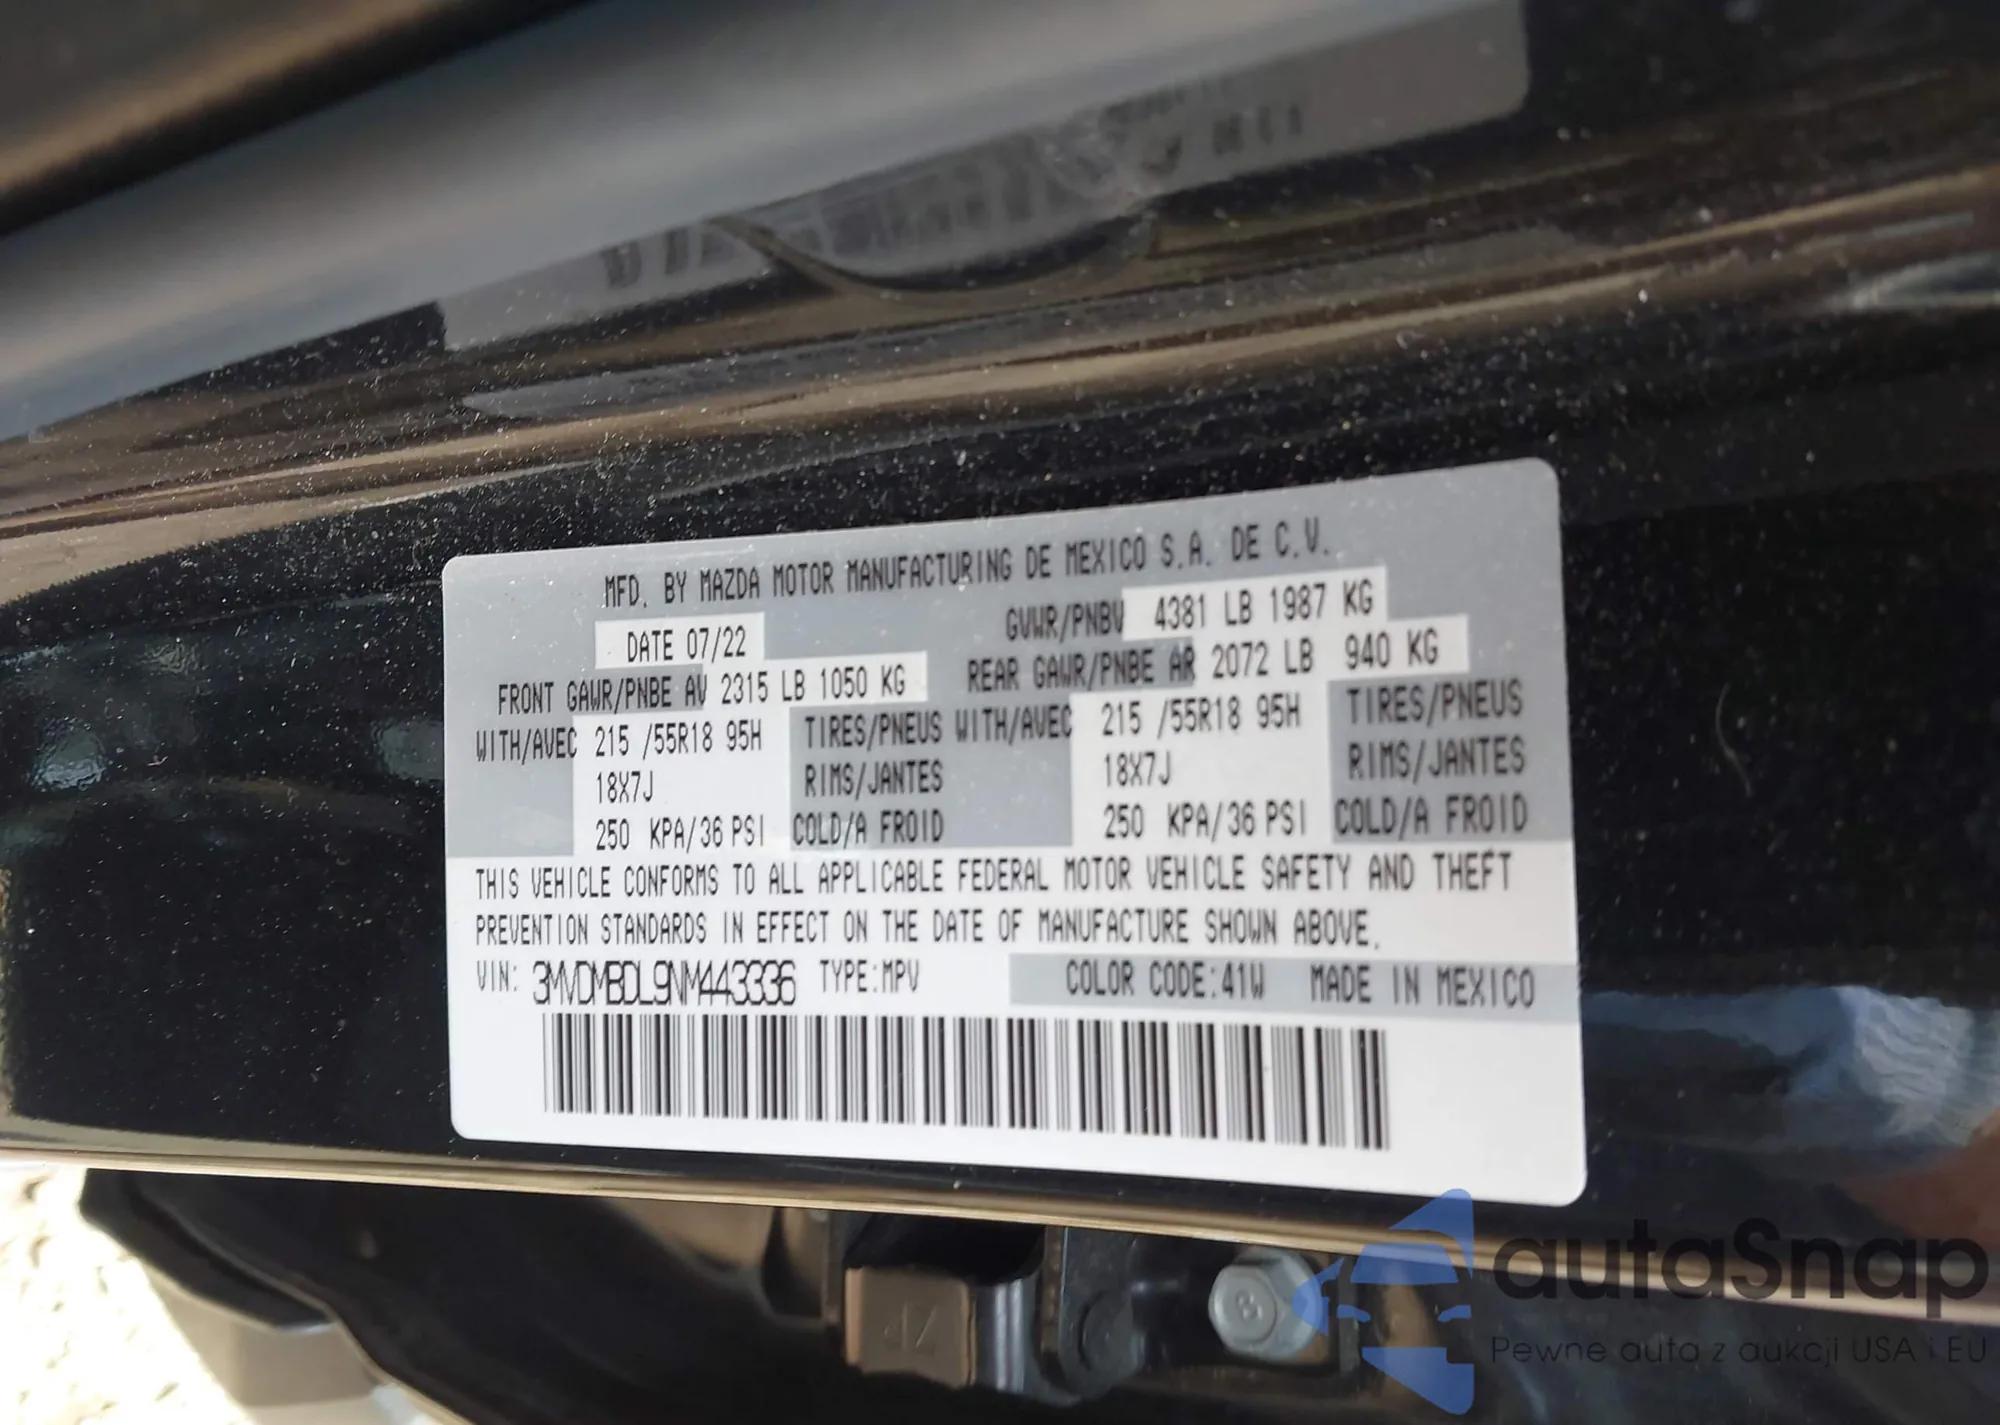 MFD. BY MAZDA MOTOR MANUFACTURING DE MEXICO S.A. DE C.V.
DATE 07/22 GVWR/PNBV 4381 LB 1987 KG
FRONT GAWR/PNBE AV 2315 LB 1050 KG REAR GAWR/PNBE AR 2072 LB 940 KG
WITH/AVEC 215 /55R18 95H TIRES/PNEUS WITH/AVEC 215 /55R18 95H TIRES/PNEUS
18X7J RIMS/JANTES 18X7J RIMS/JANTES
250 KPA/36 PSI COLD/A FROID 250 KPA/36 PSI COLD/A FROID
THIS VEHICLE CONFORMS TO ALL APPLICABLE FEDERAL MOTOR VEHICLE SAFETY AND THEFT
PREVENTION STANDARDS IN EFFECT ON THE DATE OF MANUFACTURE SHOWN ABOVE.
VIN: 3MVDMBDL9NM443336 TYPE:MPV COLOR CODE:41W MADE IN MEXICO
8
autaSnap
Pewne auta z aukcji USA i EU